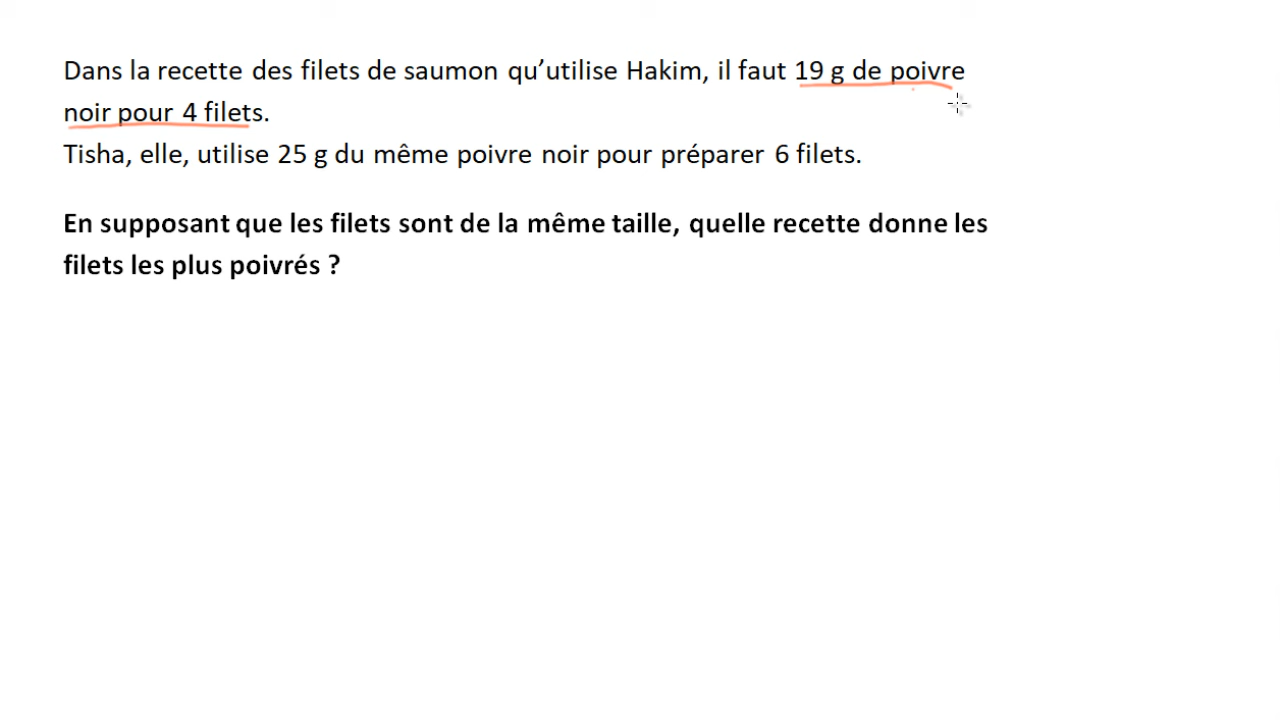 Dans la recette des filets de saumon qu’utilise Hakim, il faut 19 g de poivre
noir pour 4 filets.
Tisha, elle, utilise 25 g du même poivre noir pour préparer 6 filets.
En supposant que les filets sont de la même taille, quelle recette donne les
filets les plus poivrés ?